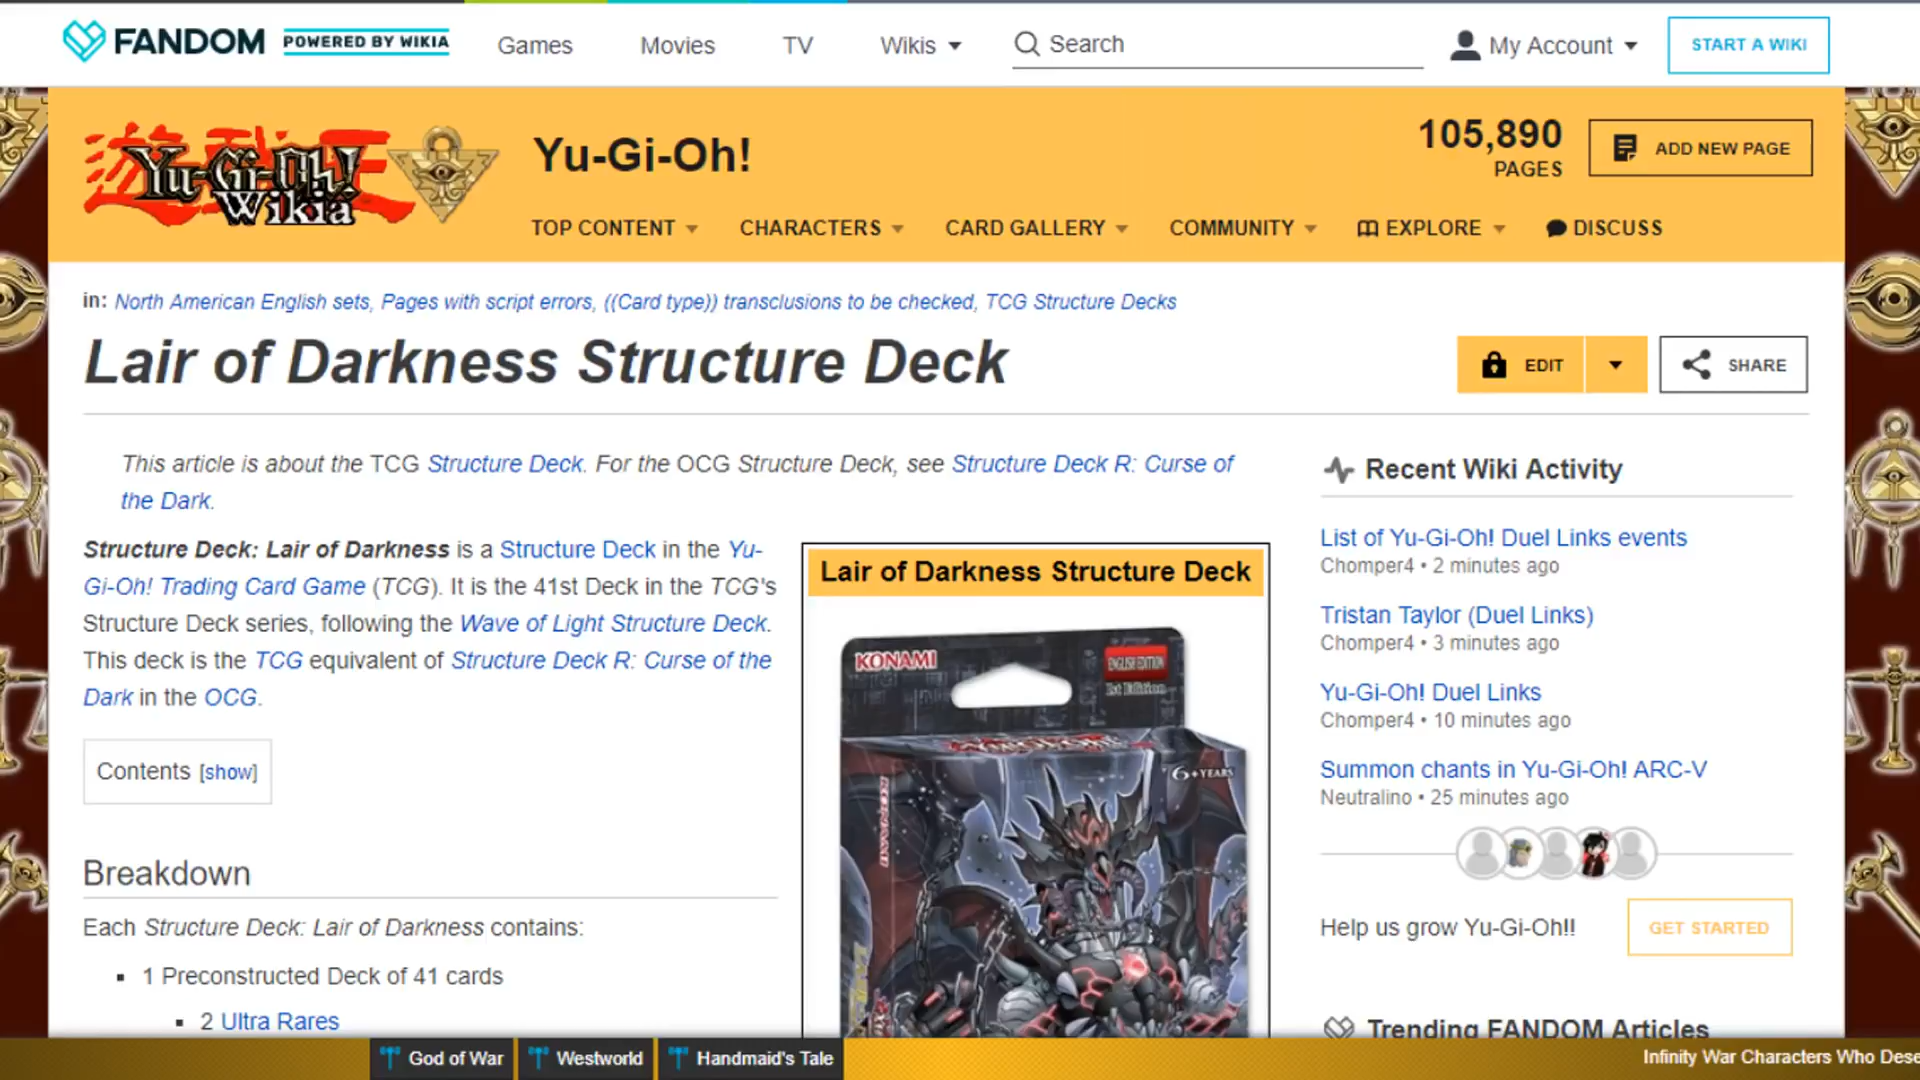 FANDOM POWERED BY WIKIA Games Movies TV Wikis Search My Account START A WIKI
遊戯王
Yu-Gi-Oh!
Wikia
Yu-Gi-Oh!
105,890
PAGES
ADD NEW PAGE
TOP CONTENT CHARACTERS CARD GALLERY COMMUNITY EXPLORE DISCUSS
in: North American English sets, Pages with script errors, ((Card type)) transclusions to be checked, TCG Structure Decks
Lair of Darkness Structure Deck
EDIT SHARE
This article is about the TCG Structure Deck. For the OCG Structure Deck, see Structure Deck R: Curse of
the Dark.
Structure Deck: Lair of Darkness is a Structure Deck in the Yu-
Gi-Oh! Trading Card Game (TCG). It is the 41st Deck in the TCG's
Structure Deck series, following the Wave of Light Structure Deck.
This deck is the TCG equivalent of Structure Deck R: Curse of the
Dark in the OCG.
Contents [show]
Breakdown
Each Structure Deck: Lair of Darkness contains:
1 Preconstructed Deck of 41 cards
2 Ultra Rares
Lair of Darkness Structure Deck
KONAMI
ENGLISH EDITION
1st Edition
6+YEARS
KONAMI
Recent Wiki Activity
List of Yu-Gi-Oh! Duel Links events
Chomper4 • 2 minutes ago
Tristan Taylor (Duel Links)
Chomper4 • 3 minutes ago
Yu-Gi-Oh! Duel Links
Chomper4 • 10 minutes ago
Summon chants in Yu-Gi-Oh! ARC-V
Neutralino • 25 minutes ago
Help us grow Yu-Gi-Oh!!
GET STARTED
Trending FANDOM Articles
God of War Westworld Handmaid's Tale
Infinity War Characters Who Dese